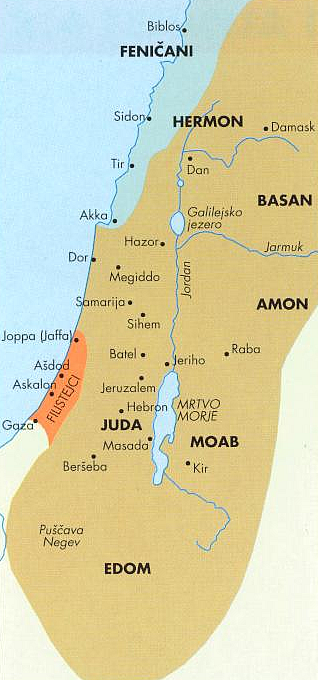 Biblos
FENIČANI
Sidon
HERMON
Damask
Tir
Dan
BASAN
Akka
Galilejsko
jezero
Hazor
Jarmuk
Dor
Megiddo
Jordan
Samarija
AMON
Sihem
Joppa (Jaffa)
Batel
Jeriho
Raba
Ašdod
Askalon
FILISTEJCI
Jeruzalem
Hebron
MRTVO
MORJE
Gaza
JUDA
Masada
MOAB
Beršeba
Kir
Puščava
Negev
EDOM